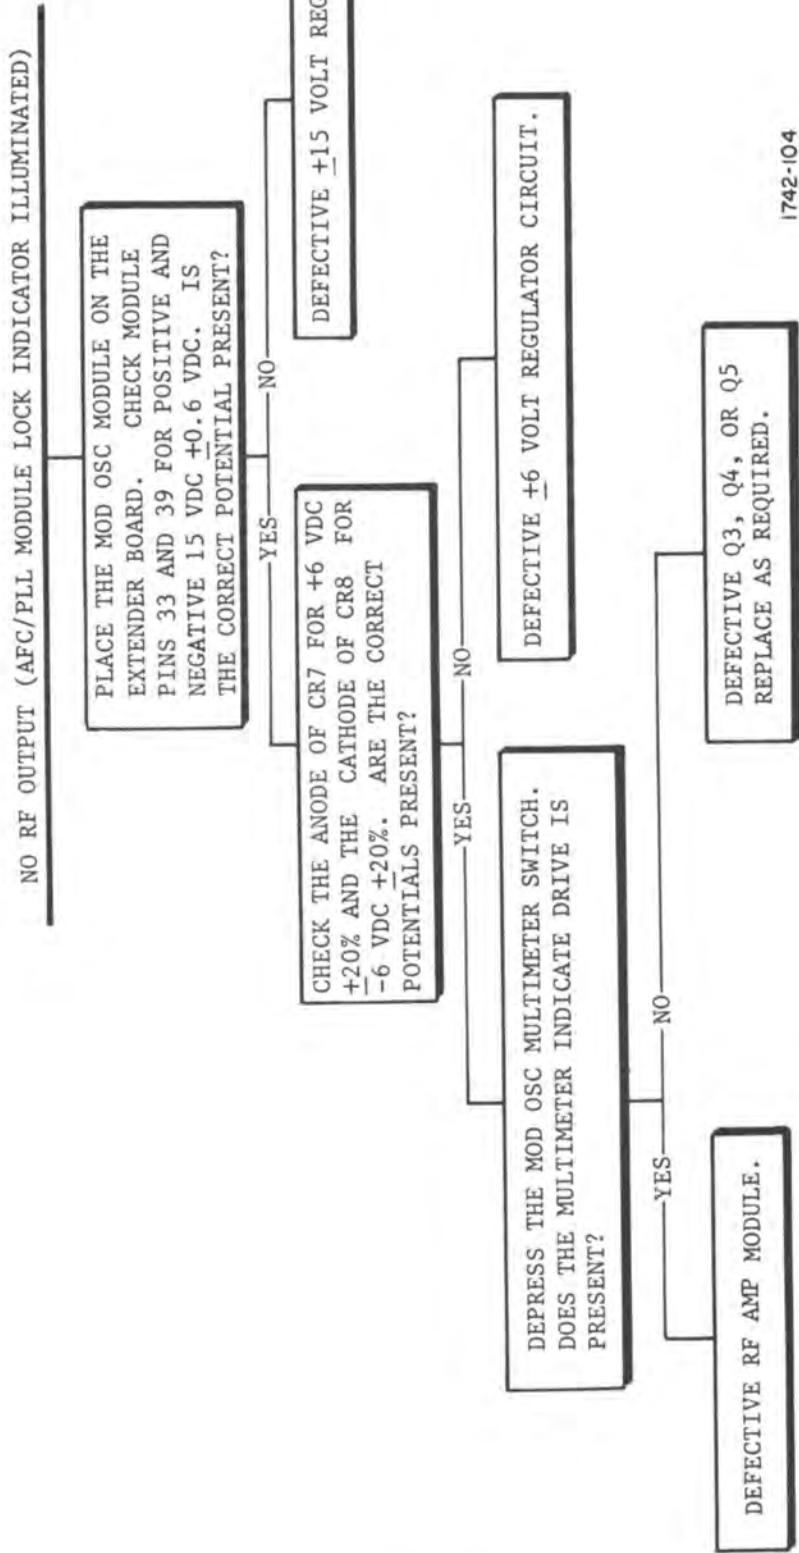 NO RF OUTPUT (AFC/PLL MODULE LOCK INDICATOR ILLUMINATED)
PLACE THE MOD OSC MODULE ON THE
EXTENDER BOARD. CHECK MODULE
PINS 33 AND 39 FOR POSITIVE AND
NEGATIVE 15 VDC ±0.6 VDC. IS
THE CORRECT POTENTIAL PRESENT?
YES
NO
CHECK THE ANODE OF CR7 FOR +6 VDC
±20% AND THE CATHODE OF CR8 FOR
-6 VDC ±20%. ARE THE CORRECT
POTENTIALS PRESENT?
DEFECTIVE ±15 VOLT
YES
NO
DEPRESS THE MOD OSC MULTIMETER SWITCH.
DOES THE MULTIMETER INDICATE DRIVE IS
PRESENT?
DEFECTIVE ±6 VOLT REGULATOR CIRCUIT.
YES
NO
DEFECTIVE RF AMP MODULE.
DEFECTIVE Q3, Q4, OR Q5
REPLACE AS REQUIRED.
1742-104